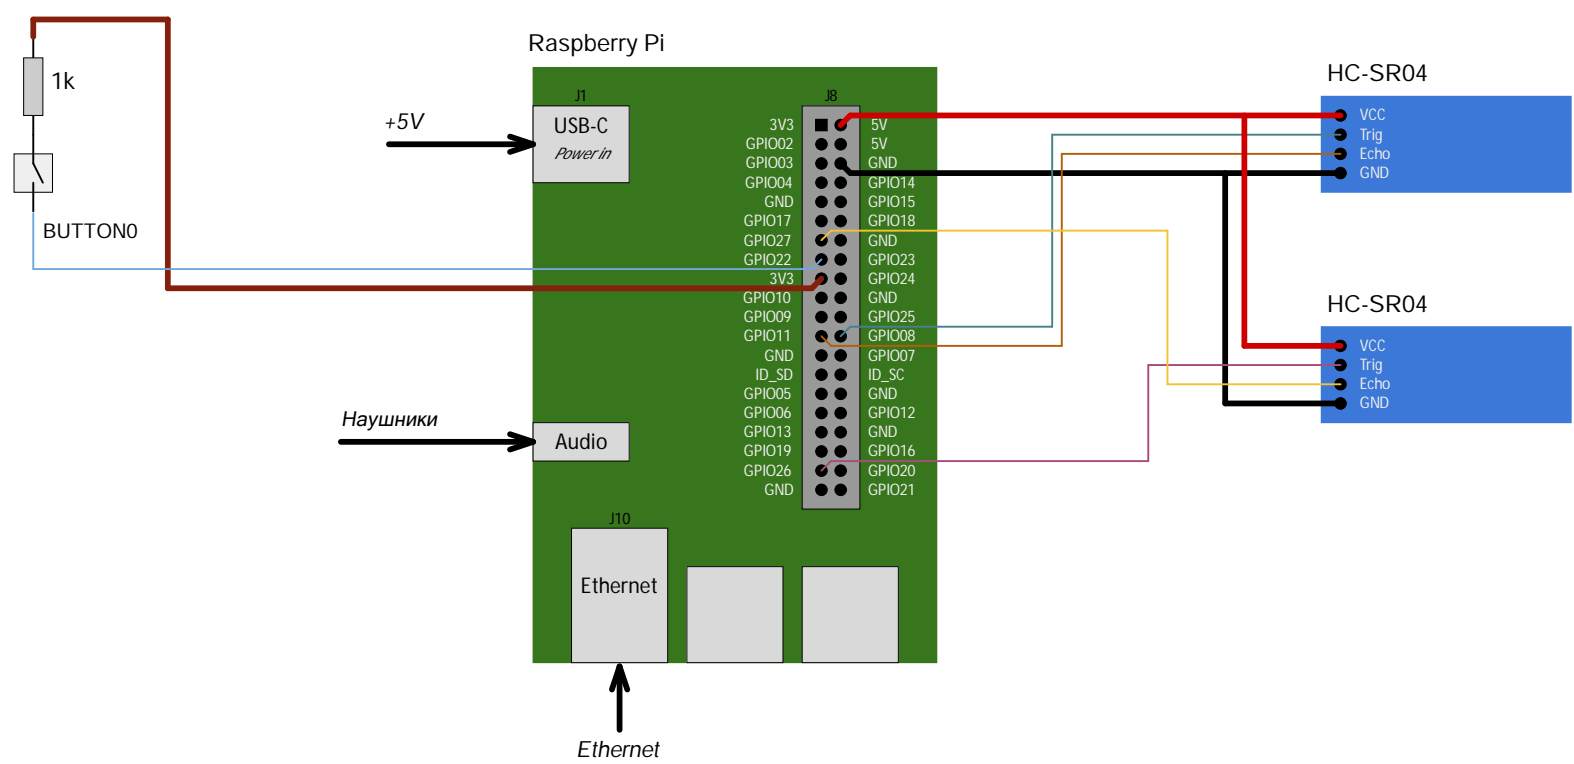 Raspberry Pi
1k
BUTTON0
+5V
J1
USB-C
Power in
Наушники
Audio
J10
Ethernet
Ethernet
J8
3V3 5V
GPIO02 5V
GPIO03 GND
GPIO04 GPIO14
GND GPIO15
GPIO17 GPIO18
GPIO27 GND
GPIO22 GPIO23
3V3 GPIO24
GPIO10 GND
GPIO09 GPIO25
GPIO11 GPIO08
GND GPIO07
ID_SD ID_SC
GPIO05 GND
GPIO06 GPIO12
GPIO13 GND
GPIO19 GPIO16
GPIO26 GPIO20
GND GPIO21
HC-SR04
VCC
Trig
Echo
GND
HC-SR04
VCC
Trig
Echo
GND